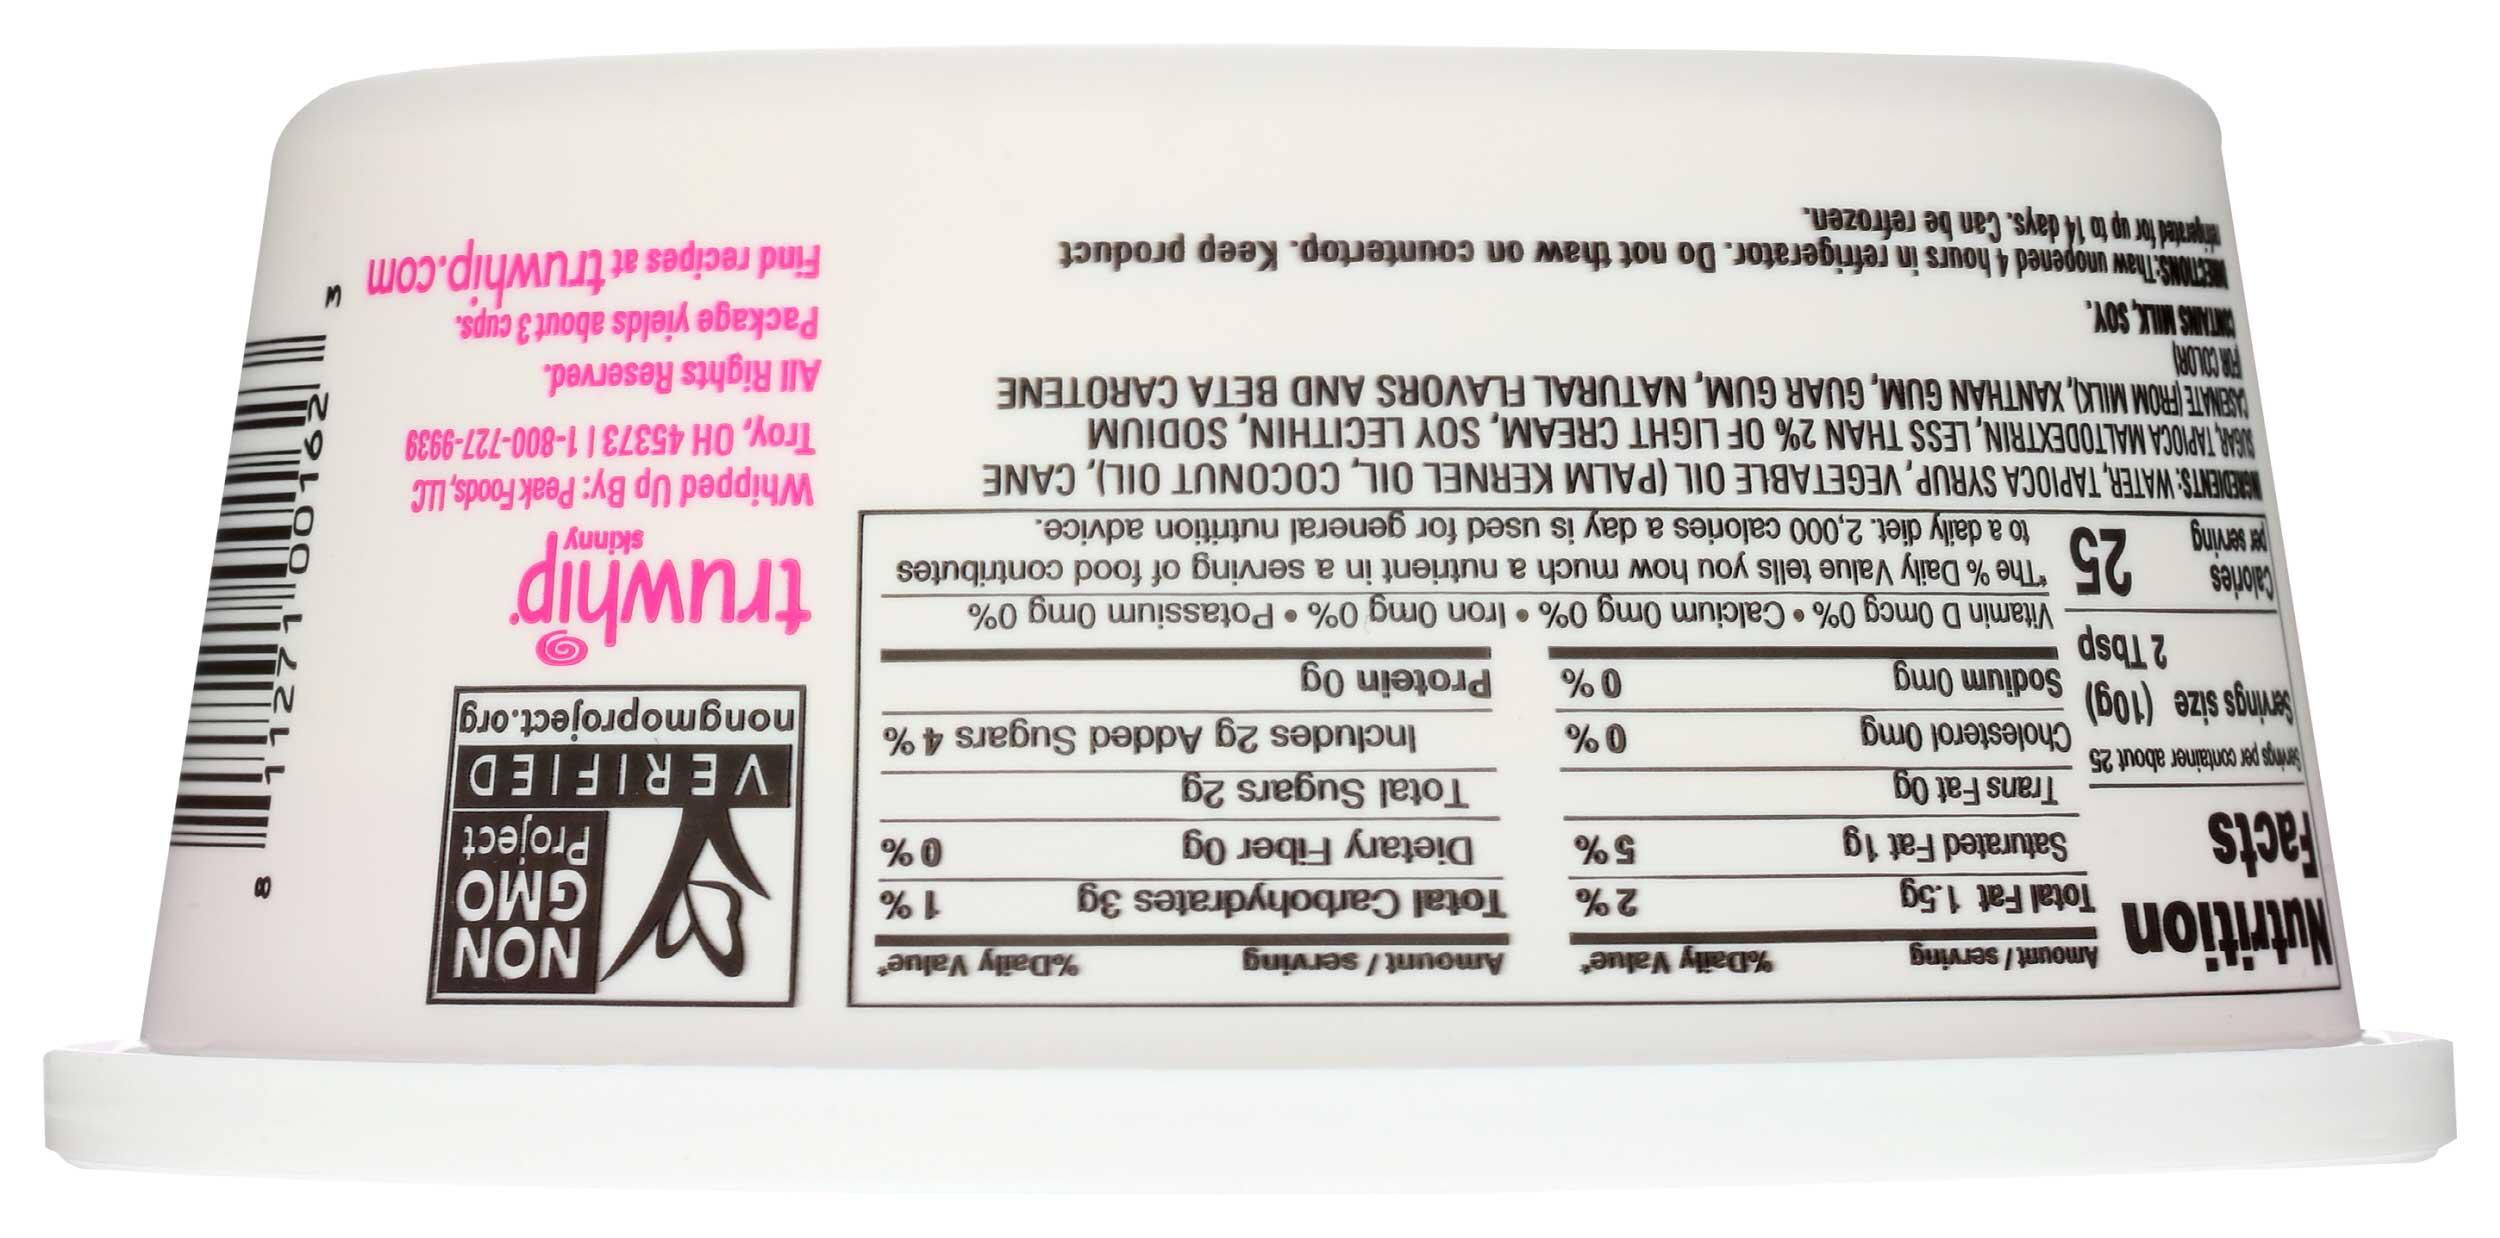 Nutrition
Facts
Servings per container about 25
Servings size (10g)
2 Tbsp
Calories
per serving
25
Amount / serving %Daily Value*
Total Fat 1.5g 2 %
Saturated Fat 1g 5 %
Trans Fat 0g
Cholesterol 0mg 0 %
Sodium 0mg 0 %
Amount / serving %Daily Value*
Total Carbohydrates 3g 1 %
Dietary Fiber 0g 0 %
Total Sugars 2g
Includes 2g Added Sugars 4 %
Protein 0g
Vitamin D 0mcg 0% • Calcium 0mg 0% • Iron 0mg 0% • Potassium 0mg 0%
*The % Daily Value tells you how much a nutrient in a serving of food contributes
to a daily diet. 2,000 calories a day is used for general nutrition advice.
INGREDIENTS: WATER, TAPIOCA SYRUP, VEGETABLE OIL (PALM KERNEL OIL, COCONUT OIL), CANE
SUGAR, TAPIOCA MALTODEXTRIN, LESS THAN 2% OF LIGHT CREAM, SOY LECITHIN, SODIUM
CASEINATE (FROM MILK), XANTHAN GUM, GUAR GUM, NATURAL FLAVORS AND BETA CAROTENE
(FOR COLOR)
CONTAINS MILK, SOY.
DIRECTIONS: Thaw unopened 4 hours in refrigerator. Do not thaw on countertop. Keep product
refrigerated for up to 14 days. Can be refrozen.
NON
GMO
Project
VERIFIED
nongmoproject.org
truwhip
skinny
Whipped Up By: Peak Foods, LLC
Troy, OH 45373 | 1-800-727-9939
All Rights Reserved.
Package yields about 3 cups.
Find recipes at truwhip.com
8 11271 00162 3